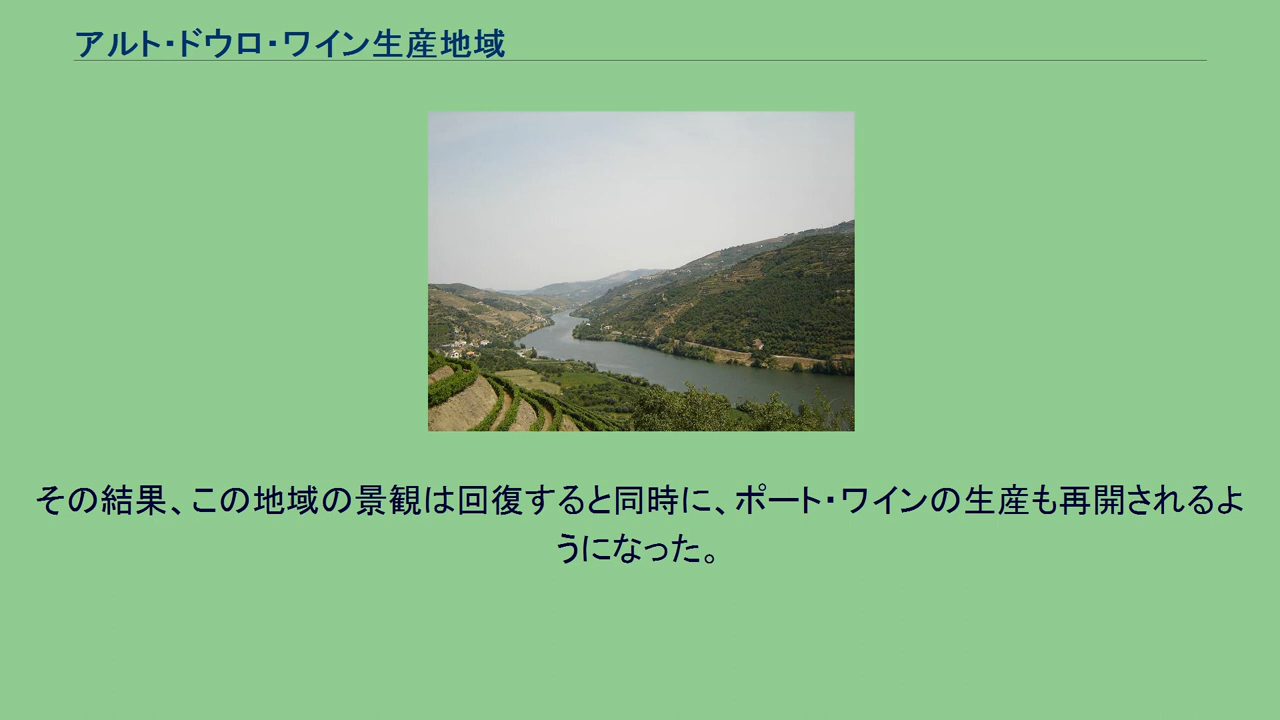 アルト・ドウロ・ワイン生産地域
その結果、この地域の景観は回復すると同時に、ポート・ワインの生産も再開されるよ
うになった。